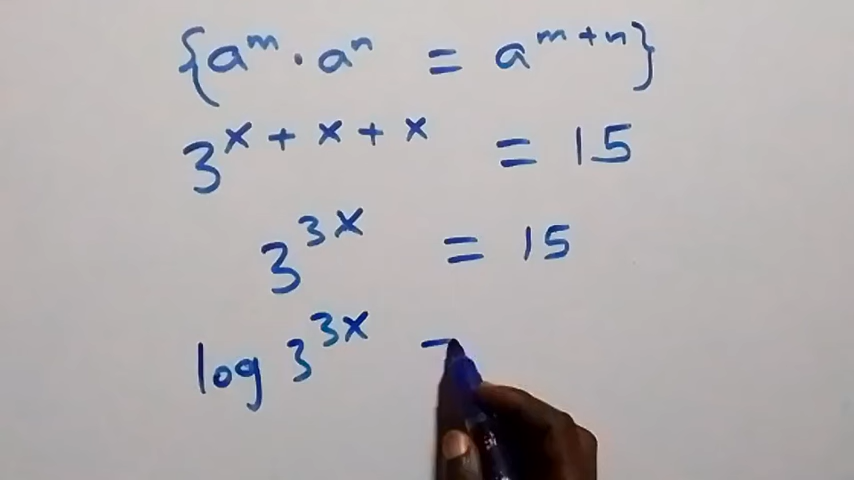 {a^m · a^n = a^{m+n}}
3^{x + x + x} = 15
3^{3x} = 15
log 3^{3x} =